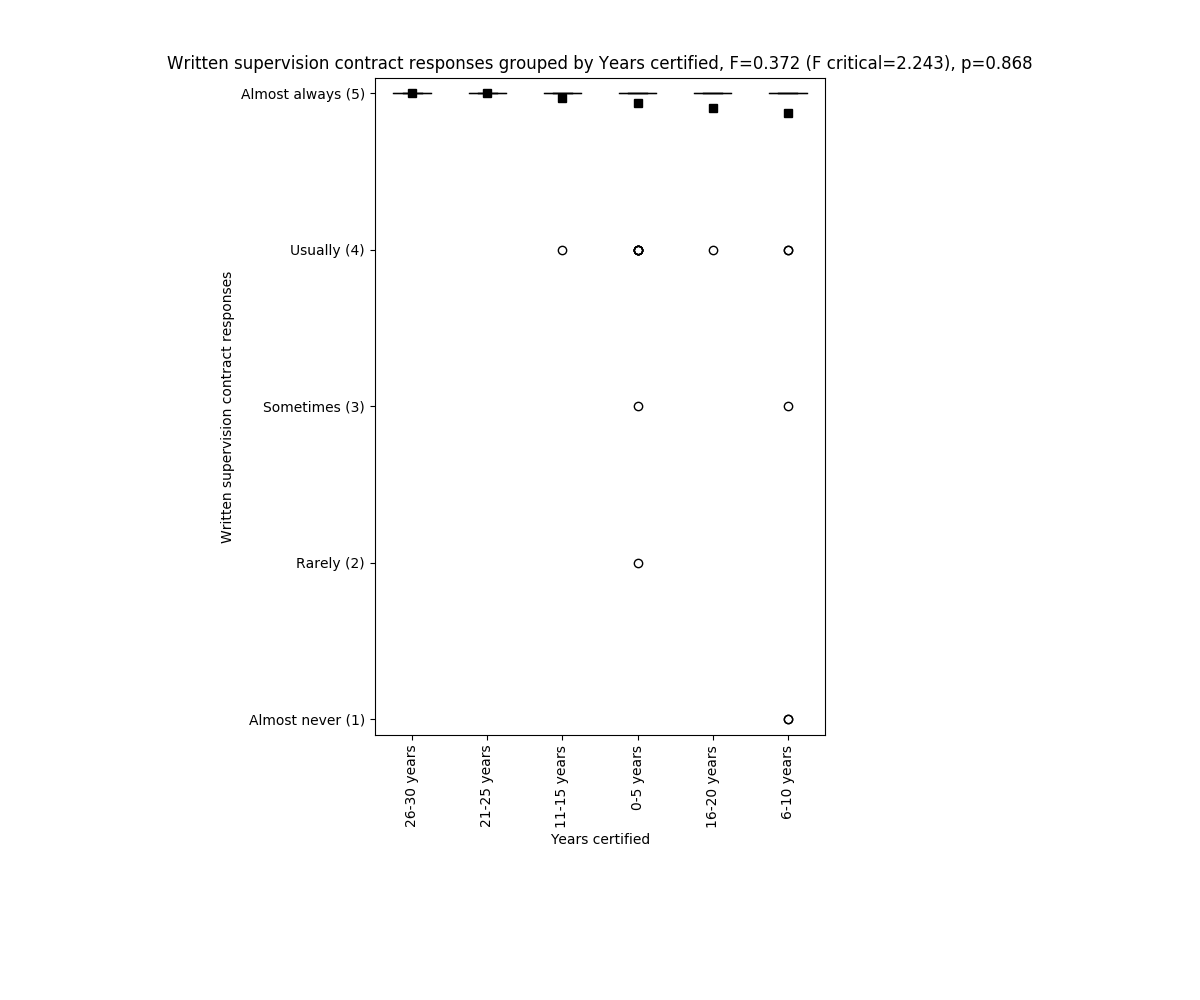 Written supervision contract responses grouped by Years certified, F=0.372 (F critical=2.243), p=0.868
Almost always (5)
Usually (4)
Sometimes (3)
Rarely (2)
Almost never (1)
Written supervision contract responses
26-30 years
21-25 years
11-15 years
0-5 years
16-20 years
6-10 years
Years certified